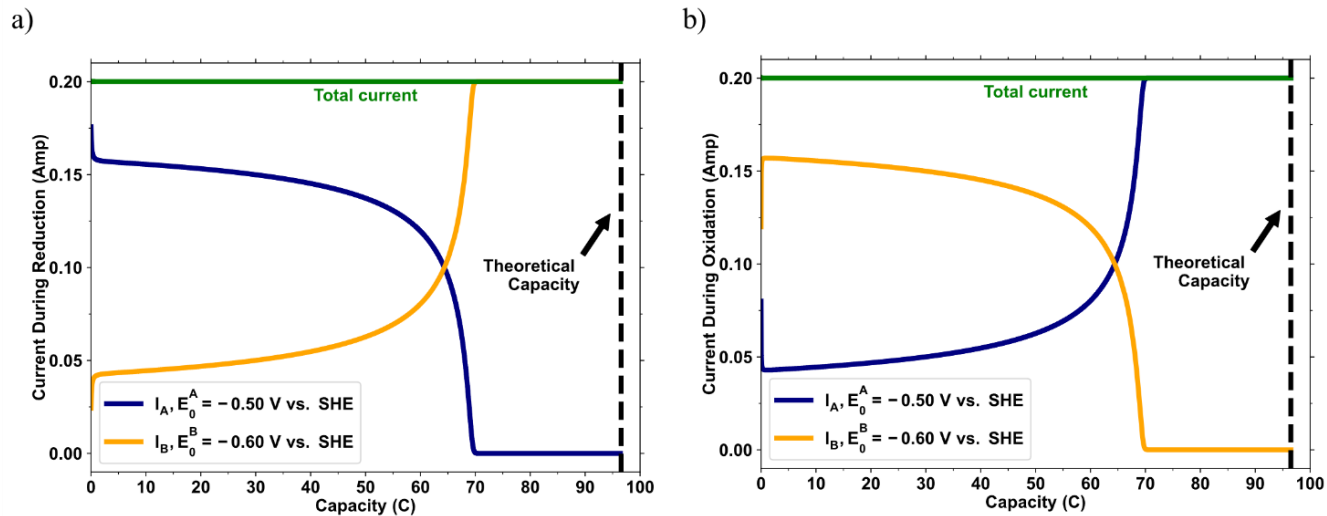 a)
Current During Reduction (Amp)
0.20
0.15
0.10
0.05
0.00
Total current
Theoretical
Capacity
I_A, E_0^A = −0.50 V vs. SHE
I_B, E_0^B = −0.60 V vs. SHE
0 10 20 30 40 50 60 70 80 90 100
Capacity (C)
b)
Current During Oxidation (Amp)
0.20
0.15
0.10
0.05
0.00
Total current
Theoretical
Capacity
I_A, E_0^A = −0.50 V vs. SHE
I_B, E_0^B = −0.60 V vs. SHE
0 10 20 30 40 50 60 70 80 90 100
Capacity (C)